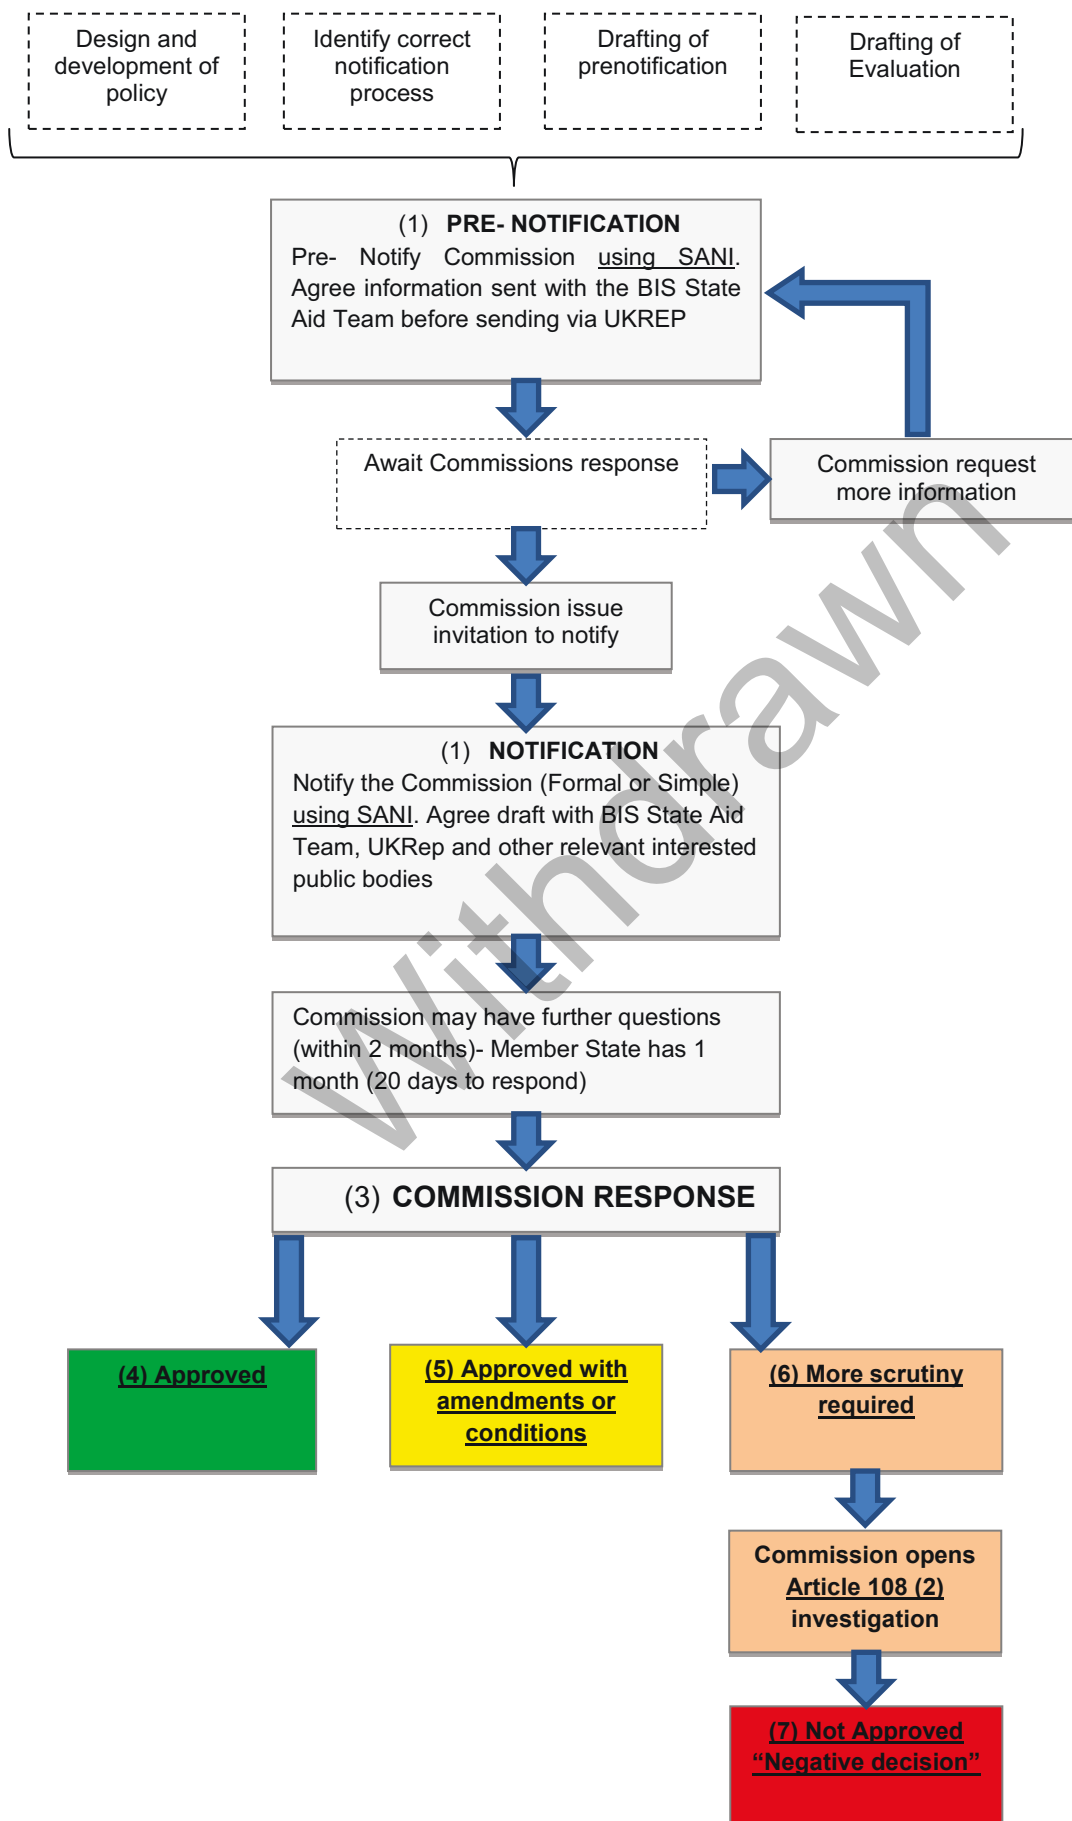 Design and
development of
policy
Identify correct
notification
process
Drafting of
prenotification
Drafting of
Evaluation
(1) PRE- NOTIFICATION
Pre- Notify Commission using SANI.
Agree information sent with the BIS State
Aid Team before sending via UKREP
Await Commissions response
Commission request
more information
Commission issue
invitation to notify
(1) NOTIFICATION
Notify the Commission (Formal or Simple)
using SANI. Agree draft with BIS State Aid
Team, UKRep and other relevant interested
public bodies
Commission may have further questions
(within 2 months)- Member State has 1
month (20 days to respond)
(3) COMMISSION RESPONSE
(4) Approved
(5) Approved with
amendments or
conditions
(6) More scrutiny
required
Commission opens
Article 108 (2)
investigation
(7) Not Approved
“Negative decision”
Withdrawn